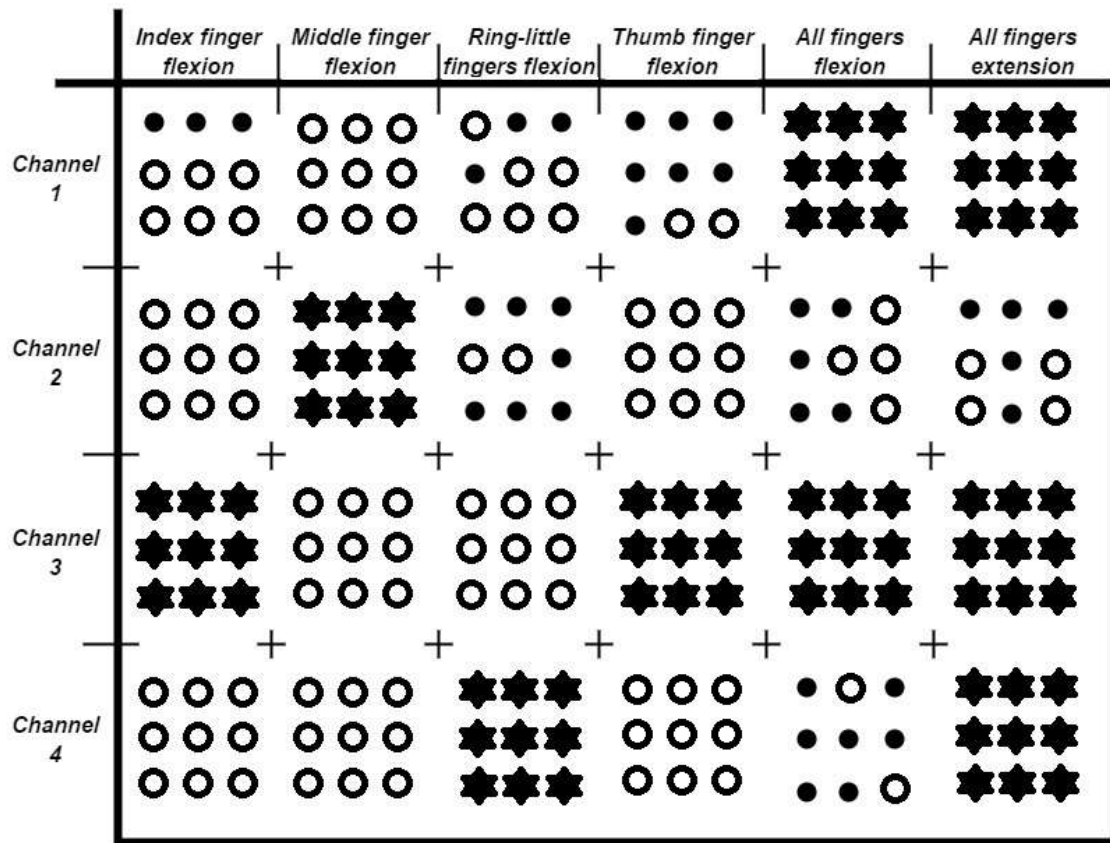 Index finger
flexion
Middle finger
flexion
Ring-little
fingers flexion
Thumb finger
flexion
All fingers
flexion
All fingers
extension
Channel
1
Channel
2
Channel
3
Channel
4